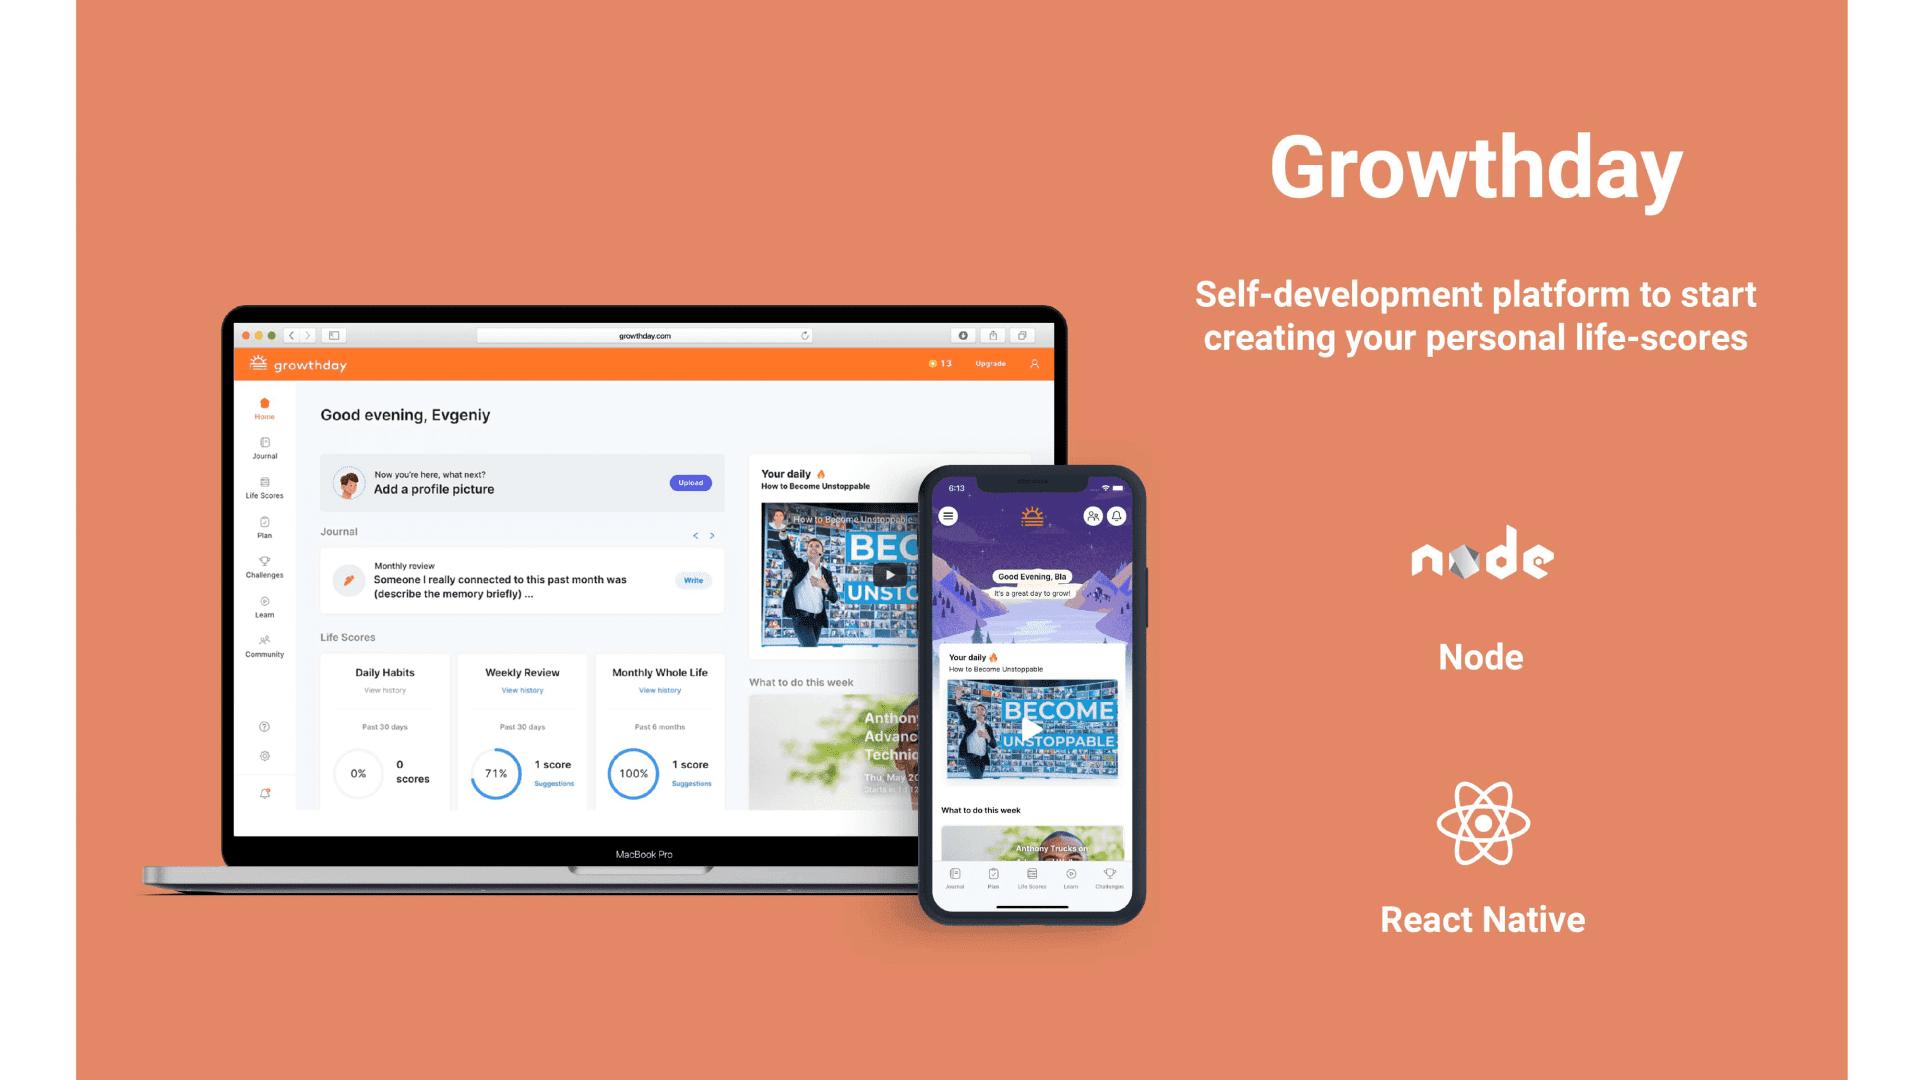 Growthday
Self-development platform to start
creating your personal life-scores
node
Node
React Native
growthday.com
growthday
13
Upgrade
Home
Journal
Life Scores
Plan
Challenges
Learn
Community
Good evening, Evgeniy
Now you're here, what next?
Add a profile picture
Upload
Journal
Monthly review
Someone I really connected to this past month was
(describe the memory briefly) ...
Write
Life Scores
Daily Habits
View history
Past 30 days
0%
0
scores
Weekly Review
View history
Past 30 days
71%
1 score
Suggestions
Monthly Whole Life
View history
Past 6 months
100%
1 score
Suggestions
Your daily
How to Become Unstoppable
How to Become Unstoppable
BEC
UNSTO
What to do this week
Anthon
Advanc
Techniq
Thu, May 20
Starts in 1d 12
MacBook Pro
6:13
Good Evening, Bla
It's a great day to grow!
Your daily
How to Become Unstoppable
BECOME
UNSTOPPABLE
What to do this week
Anthony Trucks on
Journal
Plan
Life Scores
Learn
Challenges